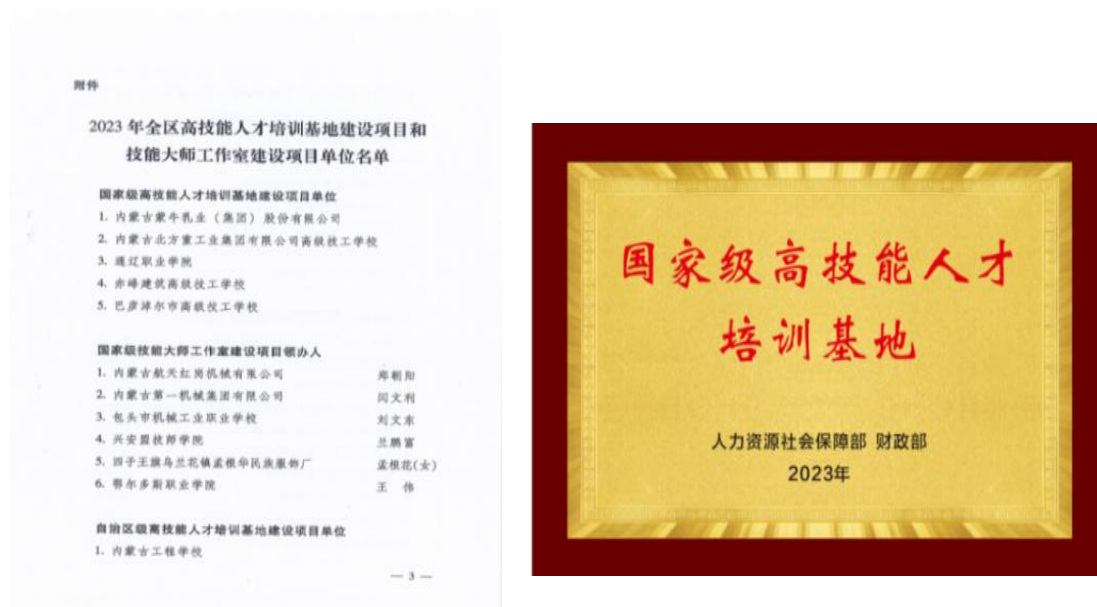 附件
2023 年全区高技能人才培训基地建设项目和
技能大师工作室建设项目单位名单
国家级高技能人才培训基地建设项目单位
1. 内蒙古蒙牛乳业（集团）股份有限公司
2. 内蒙古北方重工业集团有限公司高级技工学校
3. 通辽职业学院
4. 赤峰建筑高级技工学校
5. 巴彦淖尔市高级技工学校
国家级技能大师工作室建设项目领办人
1. 内蒙古航天红岗机械有限公司 郑朝阳
2. 内蒙古第一机械集团有限公司 闫文利
3. 包头市机械工业职业学校 刘文东
4. 兴安盟技师学院 兰鹏富
5. 四子王旗乌兰花镇孟根华民族服饰厂 孟根花(女)
6. 鄂尔多斯职业学院 王 伟
自治区级高技能人才培训基地建设项目单位
1. 内蒙古工程学校
— 3 —
国家级高技能人才
培训基地
人力资源社会保障部 财政部
2023年